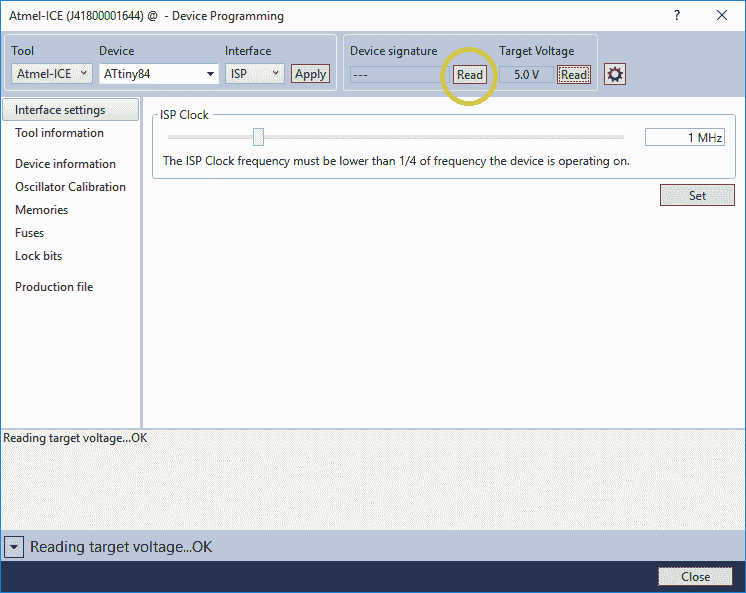 Atmel-ICE (J41800001644) @  - Device Programming
?
Tool Device Interface Device signature Target Voltage
Atmel-ICE ATtiny84 ISP Apply --- Read 5.0 V Read
Interface settings
Tool information
Device information
Oscillator Calibration
Memories
Fuses
Lock bits
Production file
ISP Clock
1 MHz
The ISP Clock frequency must be lower than 1/4 of frequency the device is operating on.
Set
Reading target voltage...OK
Reading target voltage...OK
Close